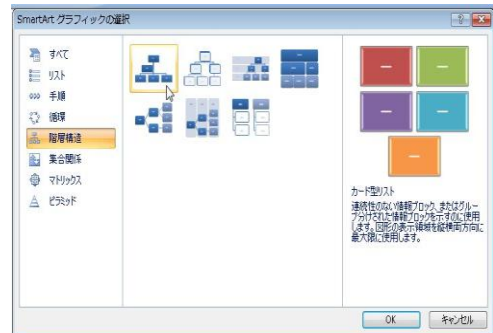 SmartArt グラフィックの選択
すべて
リスト
手順
循環
階層構造
集合関係
マトリックス
ピラミッド
カード型リスト
連続性のない情報ブロック、またはグルー
プ分けされた情報ブロックを示すのに使用
します。図形の表示領域を縦横両方向に
最大限に使用します。
OK
キャンセル